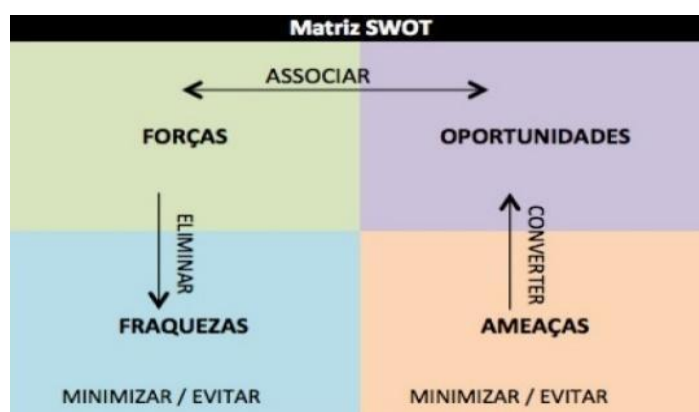 Matriz SWOT
ASSOCIAR
FORÇAS
OPORTUNIDADES
ELIMINAR
CONVERTER
FRAQUEZAS
AMEAÇAS
MINIMIZAR / EVITAR
MINIMIZAR / EVITAR